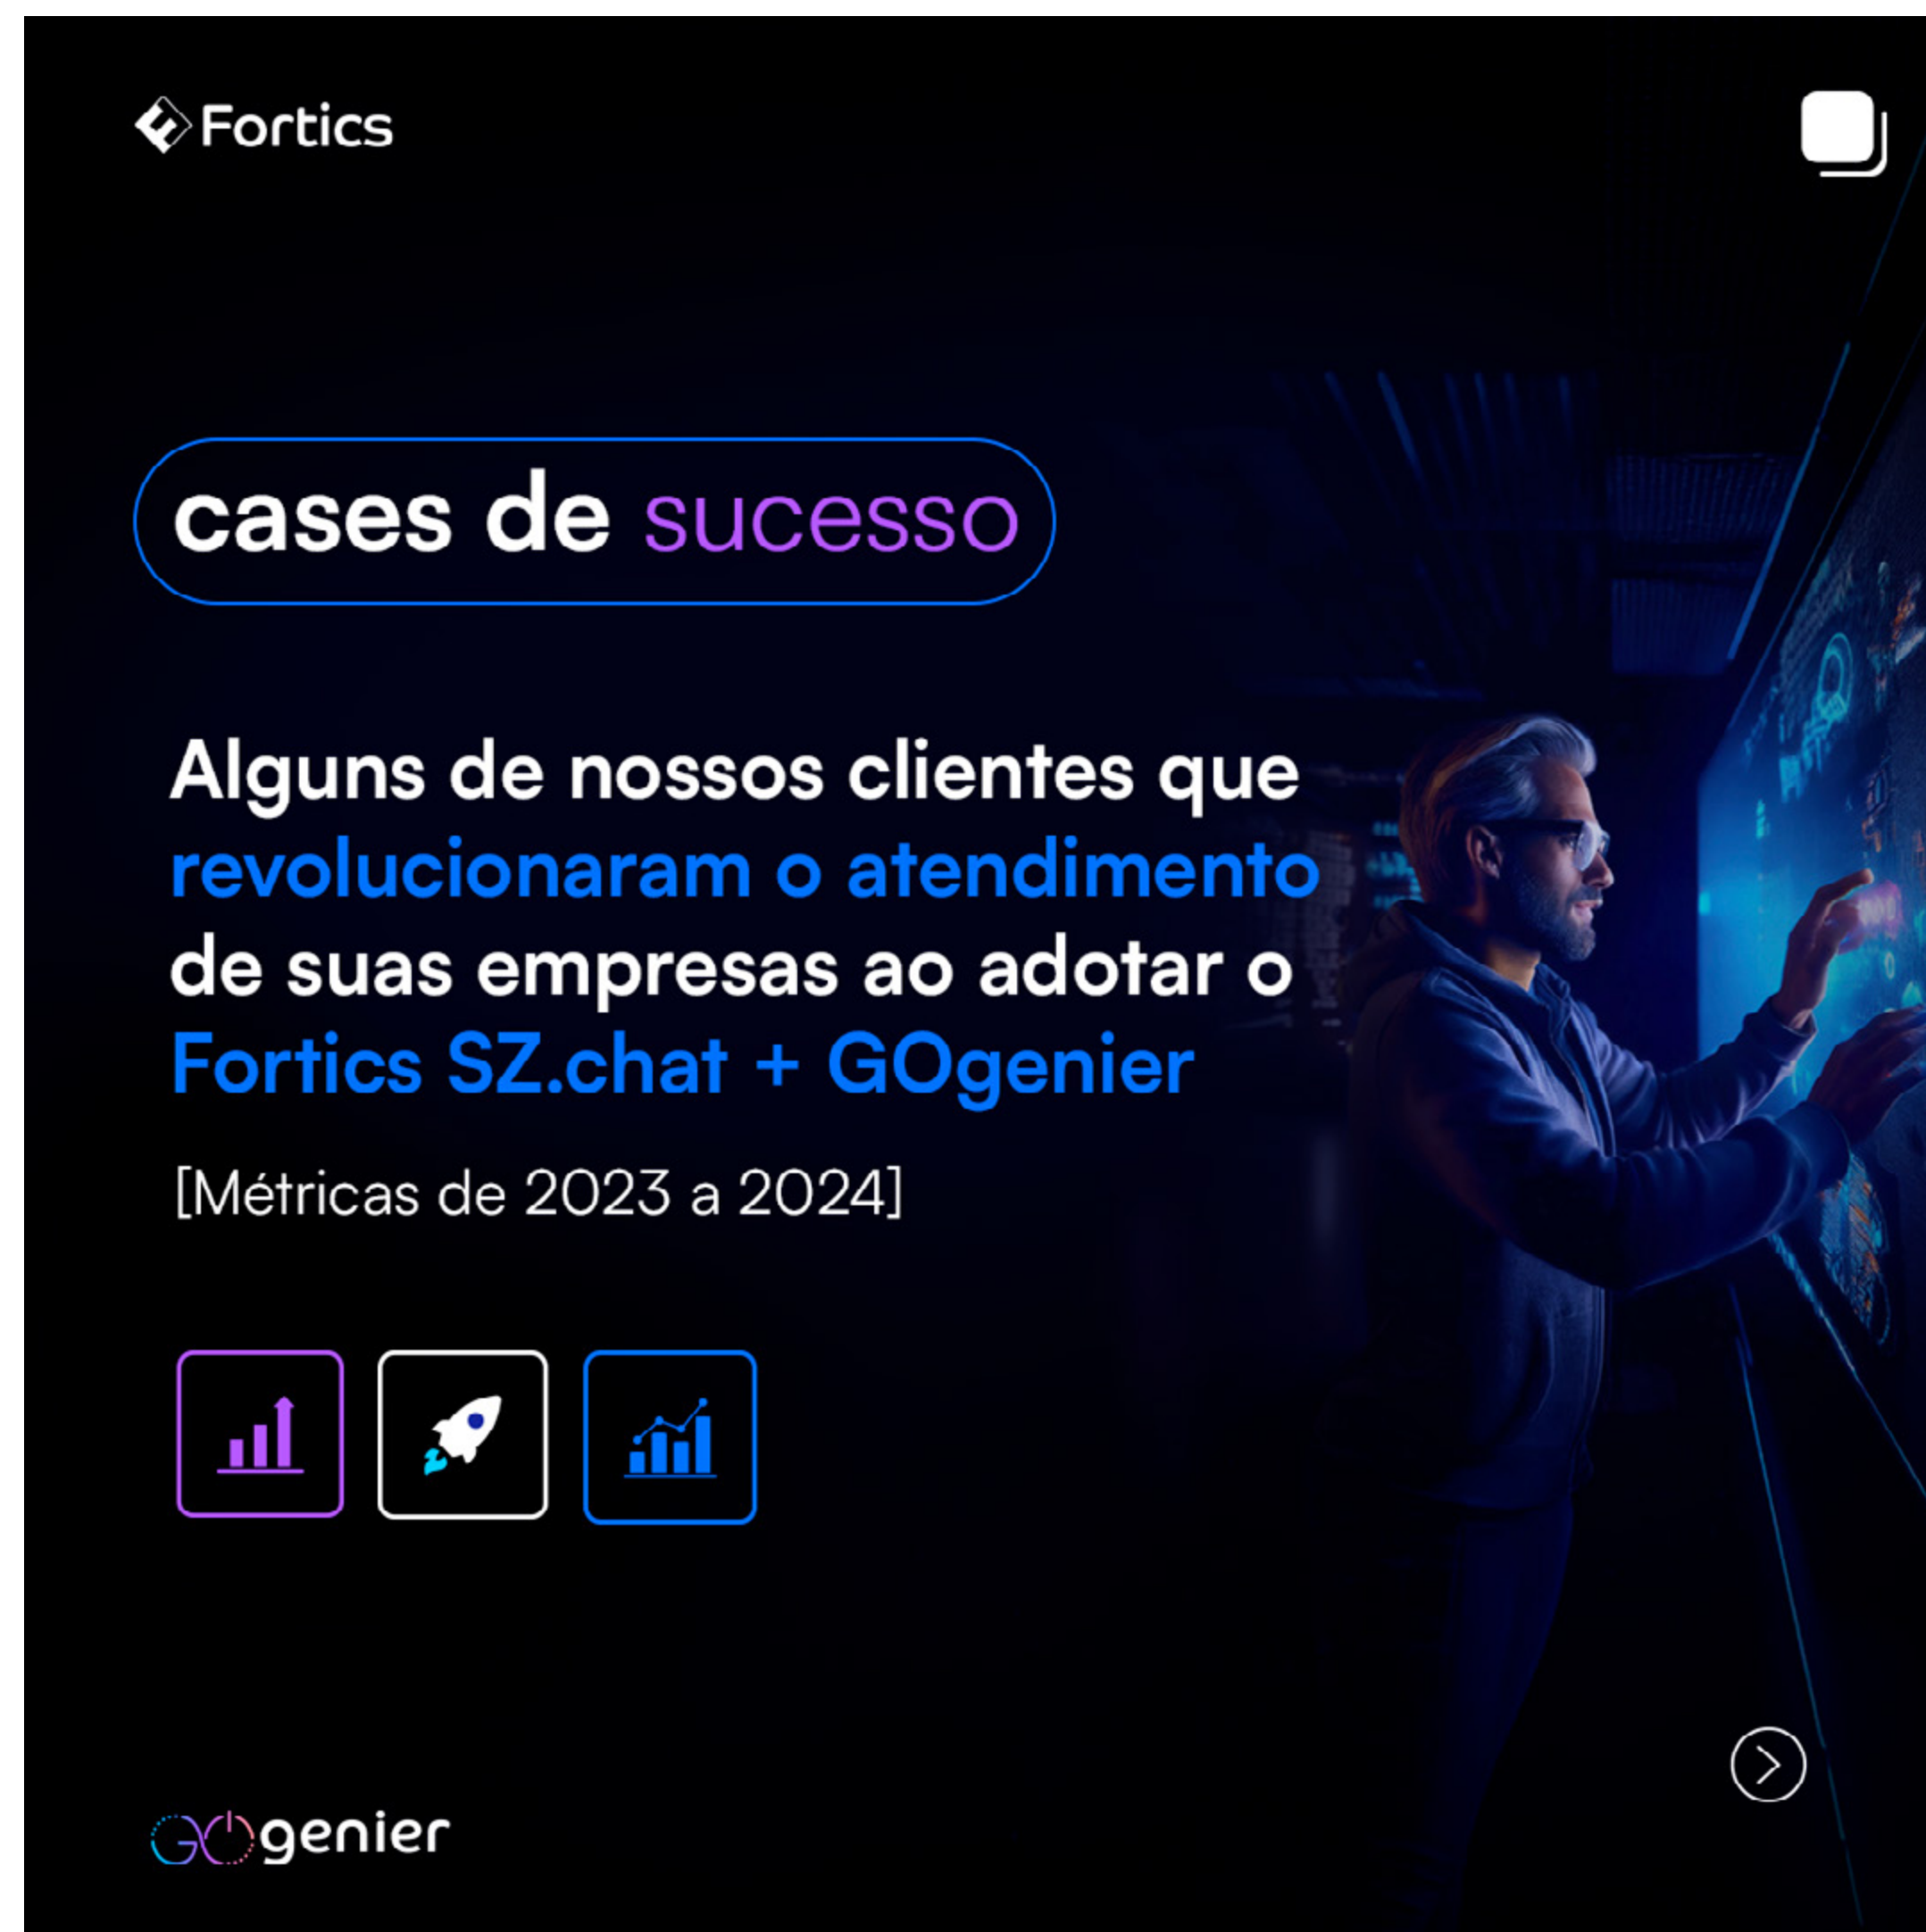 Fortics
cases de sucesso
Alguns de nossos clientes que
revolucionaram o atendimento
de suas empresas ao adotar o
Fortics SZ.chat + GOgenier
[Métricas de 2023 a 2024]
GOgenier